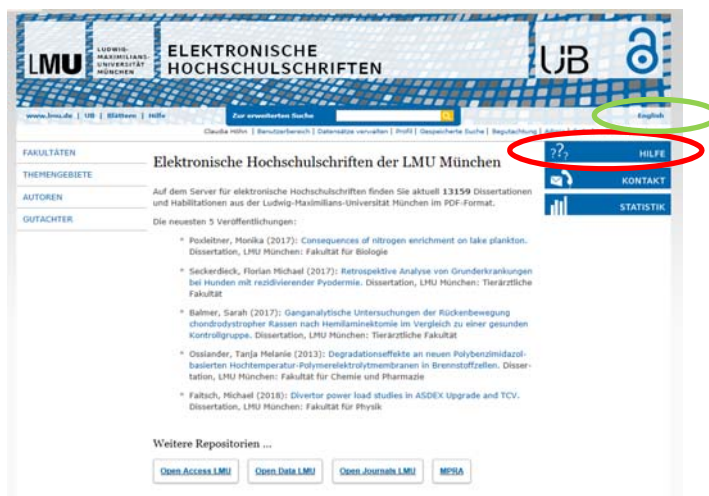 LMU
LUDWIG-
MAXIMILIANS-
UNIVERSITÄT
MÜNCHEN
ELEKTRONISCHE
HOCHSCHULSCHRIFTEN
UB
www.lmu.de | UB | Blättern | Hilfe
Zur erweiterten Suche
English
Claudia Höhn | Benutzerbereich | Datensätze verwalten | Profil | Gespeicherte Suche | Begutachtung |
FAKULTÄTEN
THEMENGEBIETE
AUTOREN
GUTACHTER
Elektronische Hochschulschriften der LMU München
Auf dem Server für elektronische Hochschulschriften finden Sie aktuell 13159 Dissertationen
und Habilitationen aus der Ludwig-Maximilians-Universität München im PDF-Format.
Die neuesten 5 Veröffentlichungen:
* Poxleitner, Monika (2017): Consequences of nitrogen enrichment on lake plankton.
Dissertation, LMU München: Fakultät für Biologie
* Seckerdieck, Florian Michael (2017): Retrospektive Analyse von Grunderkrankungen
bei Hunden mit rezidivierender Pyodermie. Dissertation, LMU München: Tierärztliche
Fakultät
* Balmer, Sarah (2017): Ganganalytische Untersuchungen der Rückenbewegung
chondrodystropher Rassen nach Hemilaminektomie im Vergleich zu einer gesunden
Kontrollgruppe. Dissertation, LMU München: Tierärztliche Fakultät
* Ossiander, Tanja Melanie (2013): Degradationseffekte an neuen Polybenzimidazol-
basierten Hochtemperatur-Polymerelektrolytmembranen in Brennstoffzellen. Disser-
tation, LMU München: Fakultät für Chemie und Pharmazie
* Faitsch, Michael (2018): Divertor power load studies in ASDEX Upgrade and TCV.
Dissertation, LMU München: Fakultät für Physik
Weitere Repositorien ...
Open Access LMU
Open Data LMU
Open Journals LMU
MPRA
??? HILFE
KONTAKT
STATISTIK